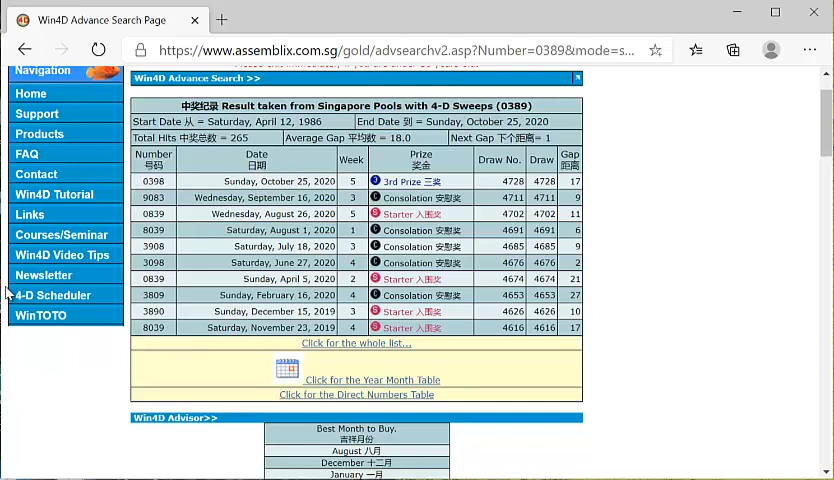 Win4D Advance Search Page
https://www.assemblix.com.sg/gold/advsearchv2.asp?Number=0389&mode=s...
Navigation
Home
Support
Products
FAQ
Contact
Win4D Tutorial
Links
Courses/Seminar
Win4D Video Tips
Newsletter
4-D Scheduler
WinTOTO
Win4D Advance Search >>
中奖纪录 Result taken from Singapore Pools with 4-D Sweeps (0389)
Start Date 从 = Saturday, April 12, 1986 End Date 到 = Sunday, October 25, 2020
Total Hits 中奖总数 = 265 Average Gap 平均数 = 18.0 Next Gap 下个距离= 1
Number 号码 Date 日期 Week Prize 奖金 Draw No. Draw Gap 距离
0398 Sunday, October 25, 2020 5 3 3rd Prize 三奖 4728 4728 17
9083 Wednesday, September 16, 2020 3 C Consolation 安慰奖 4711 4711 9
0839 Wednesday, August 26, 2020 5 S Starter 入围奖 4702 4702 11
8039 Saturday, August 1, 2020 1 C Consolation 安慰奖 4691 4691 6
3908 Saturday, July 18, 2020 3 C Consolation 安慰奖 4685 4685 9
3098 Saturday, June 27, 2020 4 C Consolation 安慰奖 4676 4676 2
0839 Sunday, April 5, 2020 2 S Starter 入围奖 4674 4674 21
3809 Sunday, February 16, 2020 4 C Consolation 安慰奖 4653 4653 27
3890 Sunday, December 15, 2019 3 S Starter 入围奖 4626 4626 10
8039 Saturday, November 23, 2019 4 S Starter 入围奖 4616 4616 17
Click for the whole list...
Click for the Year Month Table
Click for the Direct Numbers Table
Win4D Advisor>>
Best Month to Buy.
吉祥月份
August 八月
December 十二月
January 一月